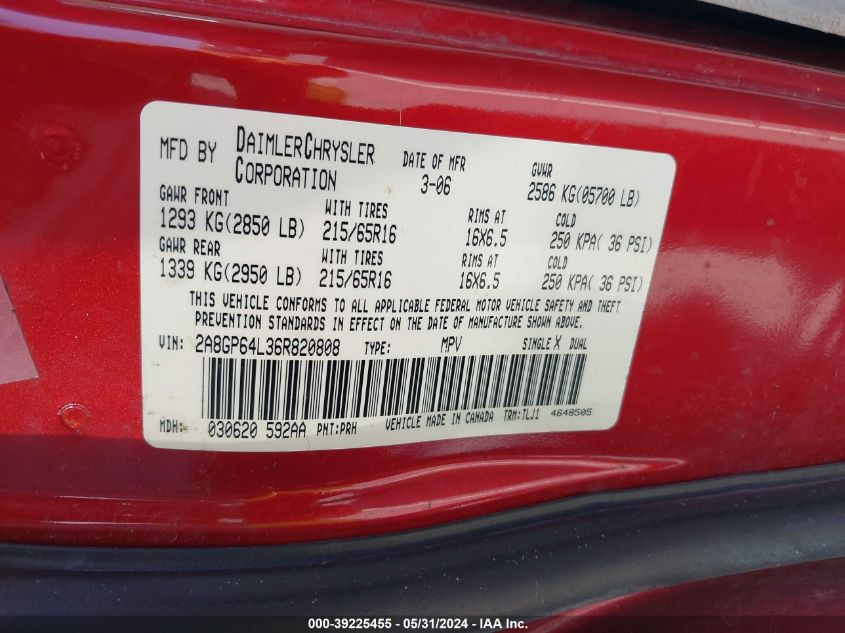 MFD BY DAIMLERCHRYSLER CORPORATION DATE OF MFR 3-06 GVWR 2586 KG(05700 LB)
GAWR FRONT WITH TIRES RIMS AT COLD
1293 KG(2850 LB) 215/65R16 16X6.5 250 KPA( 36 PSI)
GAWR REAR WITH TIRES RIMS AT COLD
1339 KG(2950 LB) 215/65R16 16X6.5 250 KPA( 36 PSI)
THIS VEHICLE CONFORMS TO ALL APPLICABLE FEDERAL MOTOR VEHICLE SAFETY AND THEFT
PREVENTION STANDARDS IN EFFECT ON THE DATE OF MANUFACTURE SHOWN ABOVE.
VIN: 2A8GP64L36R820808 TYPE: MPV SINGLE X DUAL
MDH: 030620 592AA PNT:PRH VEHICLE MADE IN CANADA TRM:TLJ1 4648505
000-39225455 - 05/31/2024 - IAA Inc.